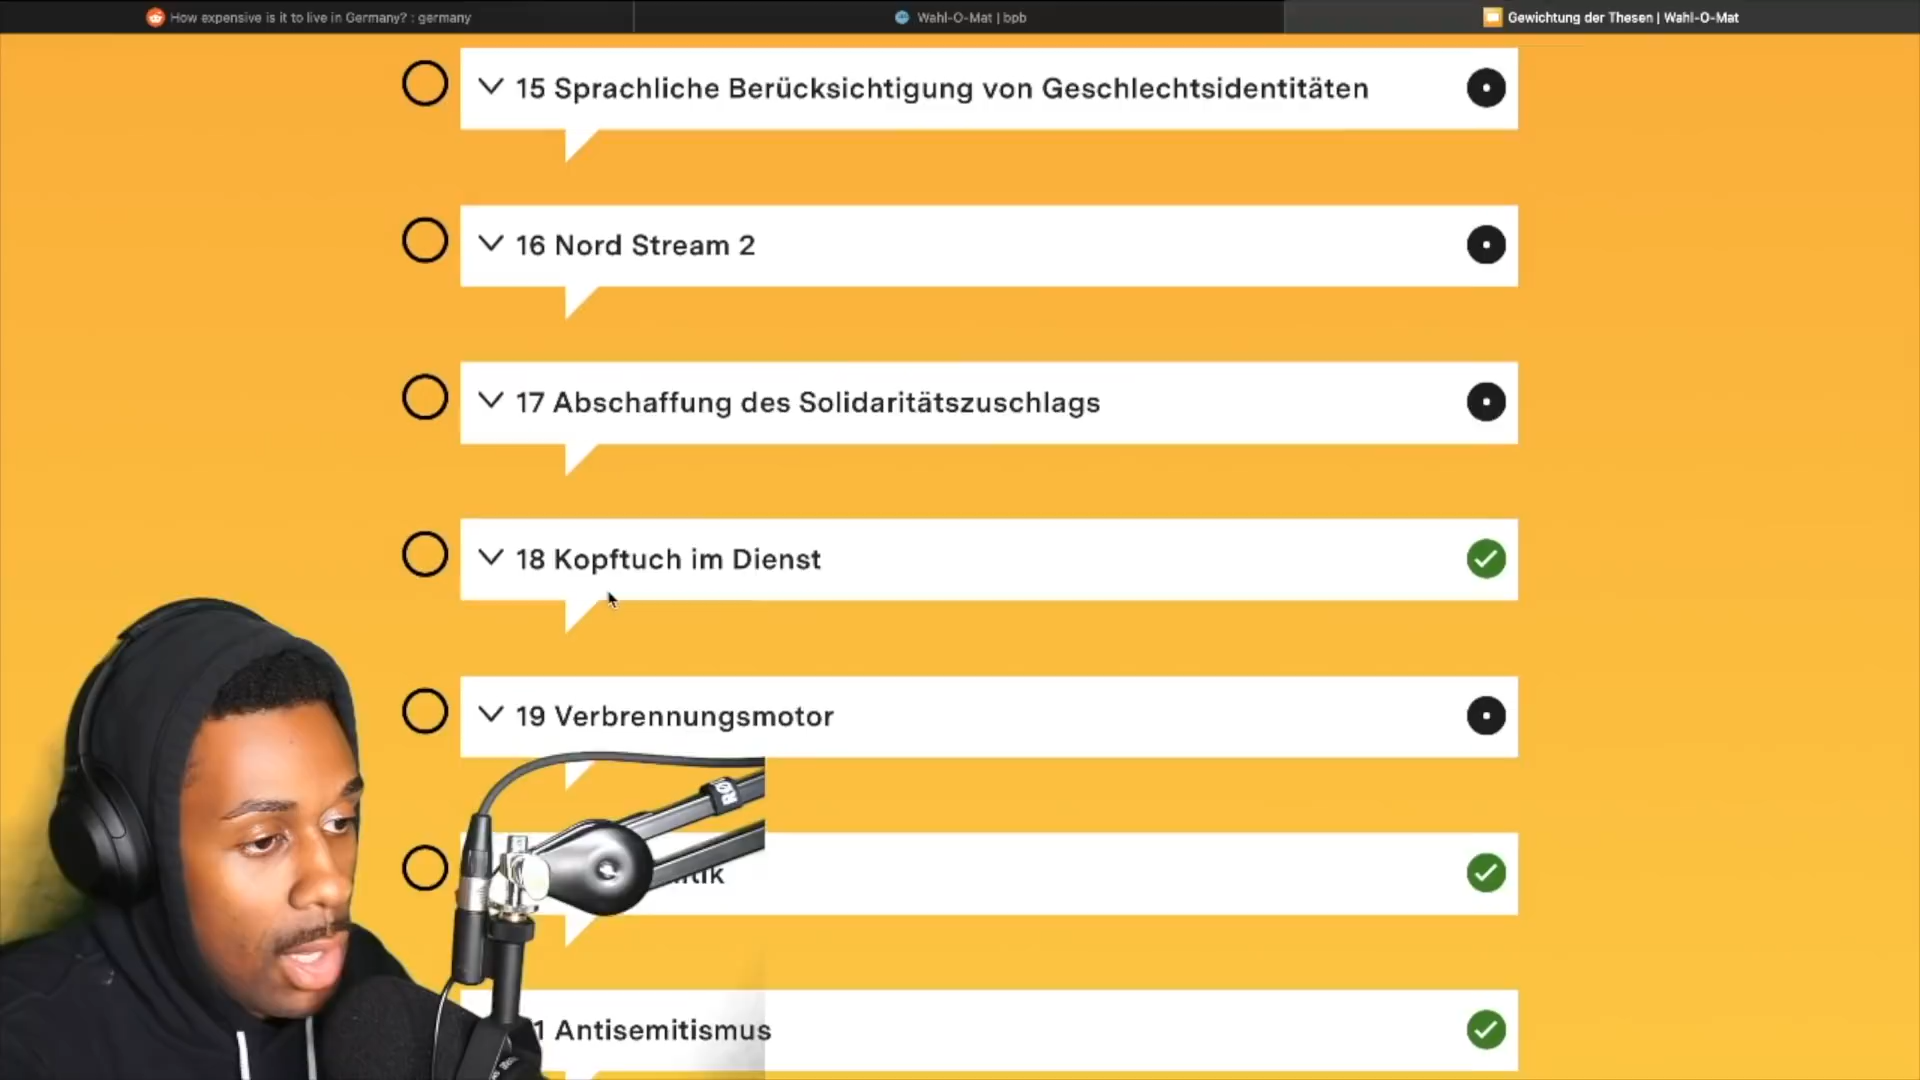 How expensive is it to live in Germany? : germany
Wahl-O-Mat | bpb
Gewichtung der Thesen | Wahl-O-Mat
15 Sprachliche Berücksichtigung von Geschlechtsidentitäten
16 Nord Stream 2
17 Abschaffung des Solidaritätszuschlags
18 Kopftuch im Dienst
19 Verbrennungsmotor
1 Antisemitismus